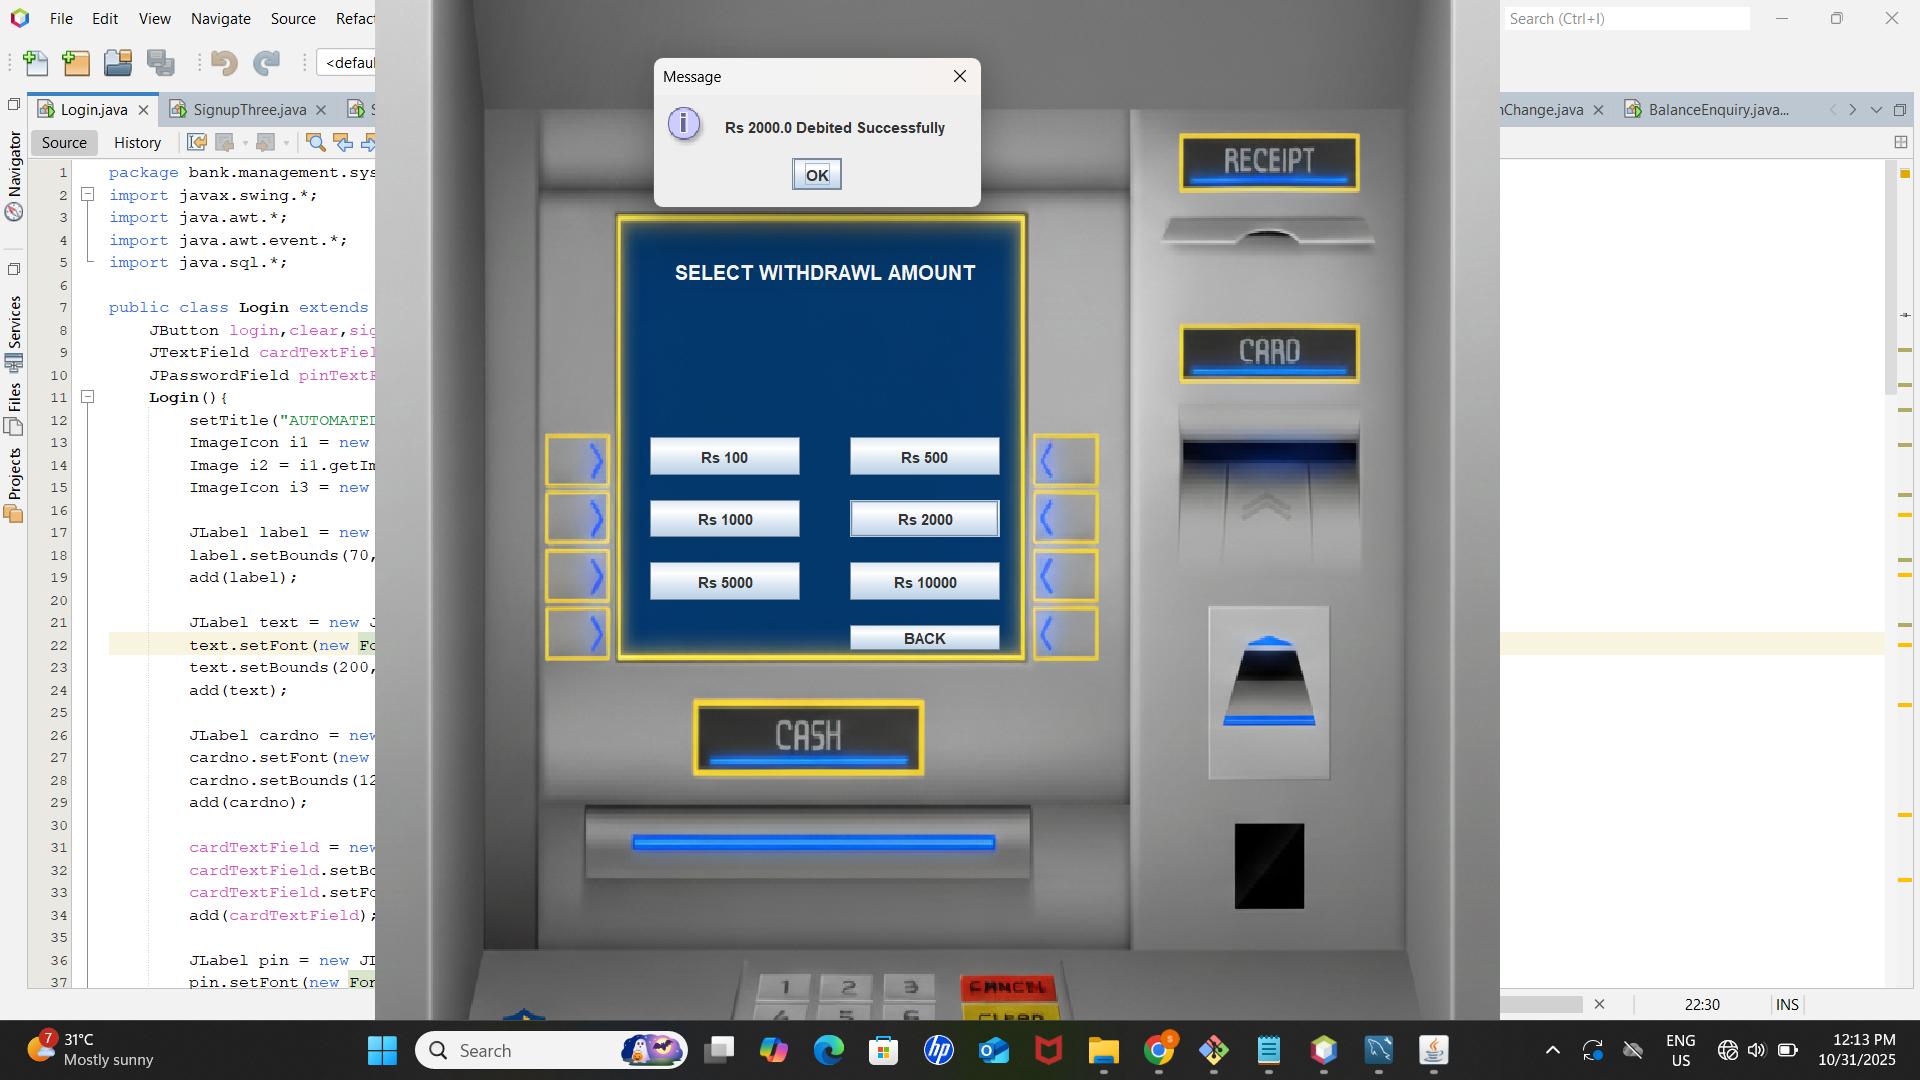 File Edit View Navigate Source Refact
Search (Ctrl+I)
<defaul
Login.java
SignupThree.java
S
nChange.java
BalanceEnquiry.java...
Source History
Navigator
Services
Files
Projects
1 package bank.management.sys
2 import javax.swing.*;
3 import java.awt.*;
4 import java.awt.event.*;
5 import java.sql.*;
6
7 public class Login extends
8 JButton login,clear,sig
9 JTextField cardTextFiel
10 JPasswordField pinTextF
11 Login(){
12 setTitle("AUTOMATED
13 ImageIcon i1 = new
14 Image i2 = i1.getIm
15 ImageIcon i3 = new
16
17 JLabel label = new
18 label.setBounds(70,
19 add(label);
20
21 JLabel text = new J
22 text.setFont(new Fo
23 text.setBounds(200,
24 add(text);
25
26 JLabel cardno = new
27 cardno.setFont(new
28 cardno.setBounds(12
29 add(cardno);
30
31 cardTextField = new
32 cardTextField.setBo
33 cardTextField.setFo
34 add(cardTextField);
35
36 JLabel pin = new JL
37 pin.setFont(new Fon
Message
Rs 2000.0 Debited Successfully
OK
SELECT WITHDRAWL AMOUNT
Rs 100 Rs 500
Rs 1000 Rs 2000
Rs 5000 Rs 10000
BACK
RECEIPT
CARD
CASH
1 2 3 CANCEL
4 5 6 CLEAR
22:30 INS
7
31°C
Mostly sunny
Search
hp
S
ENG
US
12:13 PM
10/31/2025